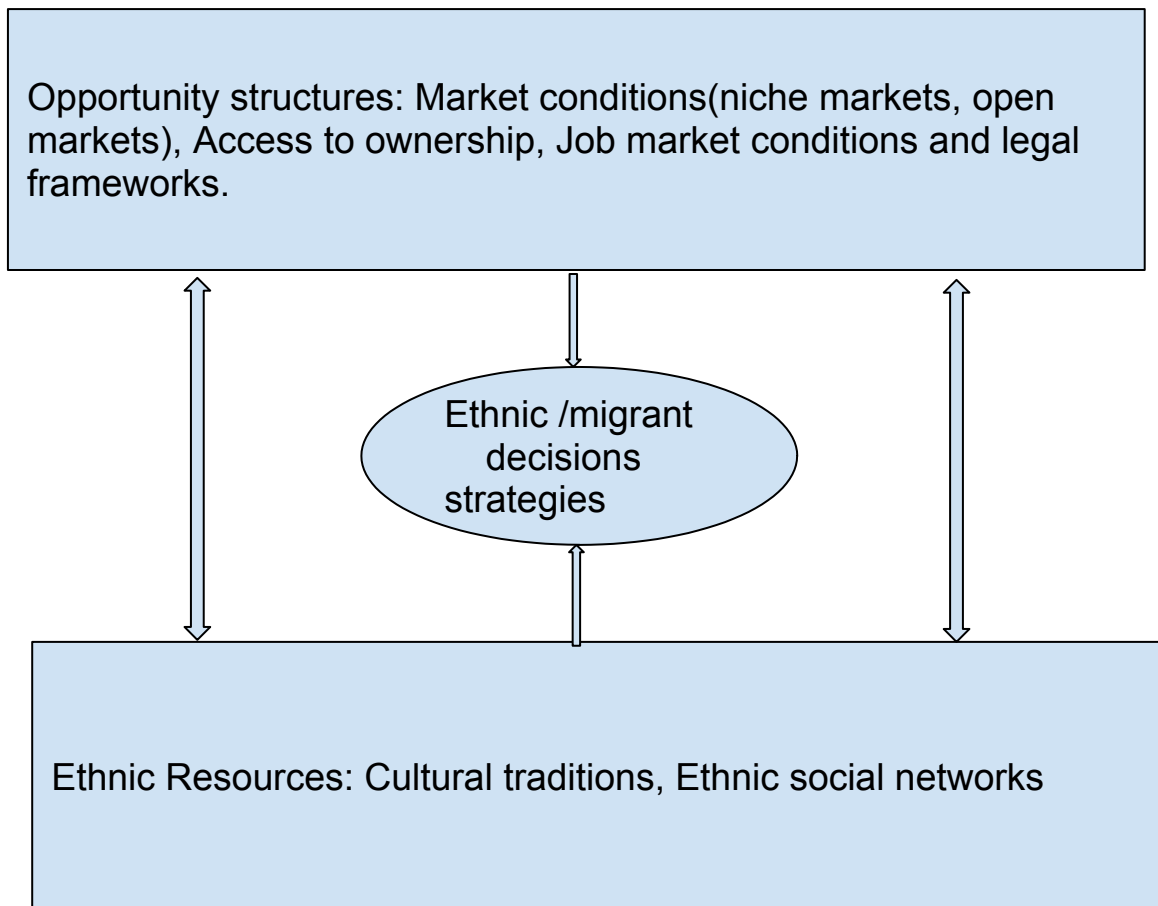 Opportunity structures: Market conditions(niche markets, open
markets), Access to ownership, Job market conditions and legal
frameworks.
Ethnic /migrant
decisions
strategies
Ethnic Resources: Cultural traditions, Ethnic social networks